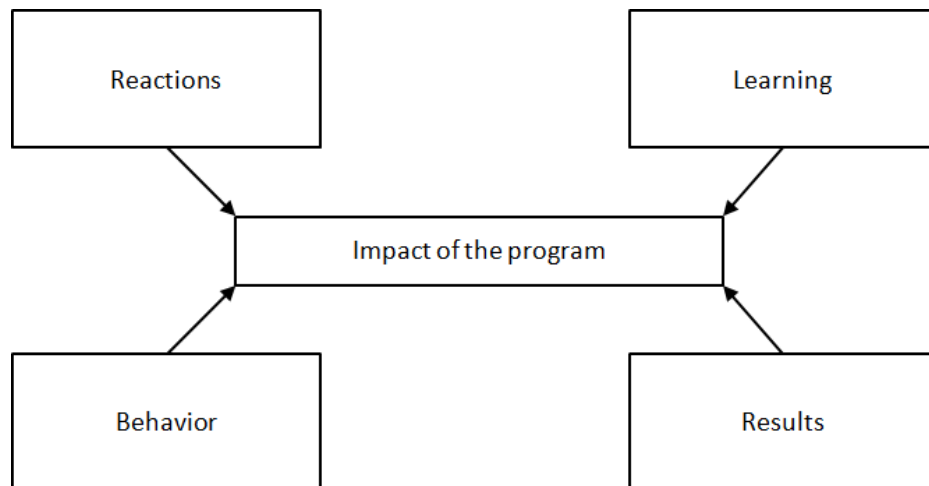 Reactions
Learning
Impact of the program
Behavior
Results